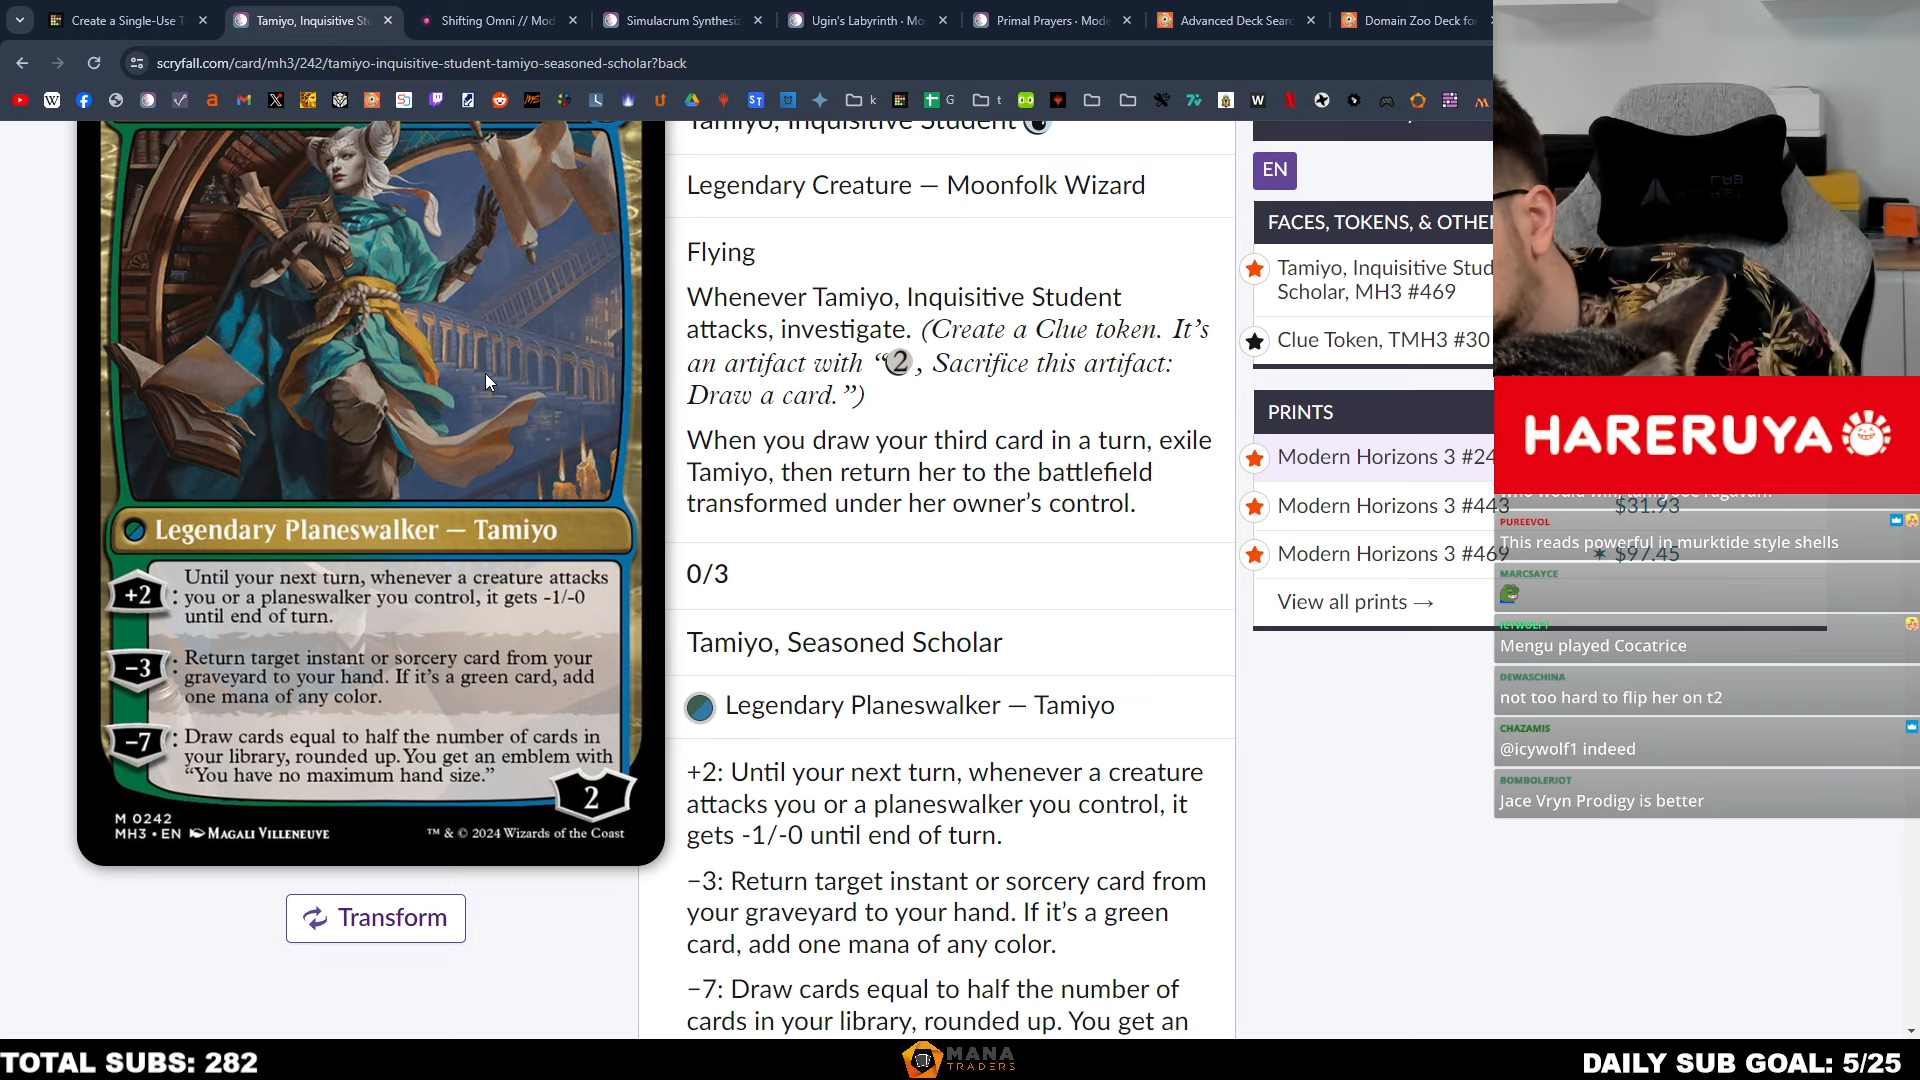 Create a Single-Use T
Tamiyo, Inquisitive Stu
Shifting Omni // Mod
Simulacrum Synthesiz
Ugin's Labyrinth · Mo
Primal Prayers · Mode
Advanced Deck Searc
Domain Zoo Deck for
scryfall.com/card/mh3/242/tamiyo-inquisitive-student-tamiyo-seasoned-scholar?back
k
G
t
Legendary Planeswalker — Tamiyo
+2 : Until your next turn, whenever a creature attacks
you or a planeswalker you control, it gets -1/-0
until end of turn.
−3 : Return target instant or sorcery card from your
graveyard to your hand. If it's a green card, add
one mana of any color.
−7 : Draw cards equal to half the number of cards in
your library, rounded up. You get an emblem with
“You have no maximum hand size.”
2
M 0242
MH3 • EN MAGALI VILLENEUVE
™ & © 2024 Wizards of the Coast
Transform
Tamiyo, Inquisitive Student
Legendary Creature — Moonfolk Wizard
Flying
Whenever Tamiyo, Inquisitive Student
attacks, investigate. (Create a Clue token. It’s
an artifact with “2, Sacrifice this artifact:
Draw a card.”)
When you draw your third card in a turn, exile
Tamiyo, then return her to the battlefield
transformed under her owner’s control.
0/3
Tamiyo, Seasoned Scholar
Legendary Planeswalker — Tamiyo
+2: Until your next turn, whenever a creature
attacks you or a planeswalker you control, it
gets -1/-0 until end of turn.
−3: Return target instant or sorcery card from
your graveyard to your hand. If it’s a green
card, add one mana of any color.
−7: Draw cards equal to half the number of
cards in your library, rounded up. You get an
EN
FACES, TOKENS, & OTHE
Tamiyo, Inquisitive Stud
Scholar, MH3 #469
Clue Token, TMH3 #30
PRINTS
Modern Horizons 3 #24
Modern Horizons 3 #443
$31.93
Modern Horizons 3 #469
$97.45
View all prints →
HARERUYA
PUREEVOL
This reads powerful in murktide style shells
MARCSAYCE
ICYWOLF1
Mengu played Cocatrice
DEWASCHINA
not too hard to flip her on t2
CHAZAMIS
@icywolf1 indeed
BOMBOLERIOT
Jace Vryn Prodigy is better
TOTAL SUBS: 282
MANA
TRADERS
DAILY SUB GOAL: 5/25